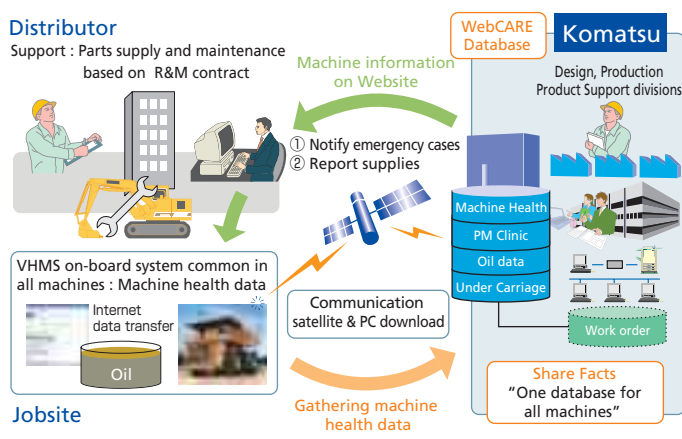 Distributor
Support : Parts supply and maintenance
based on R&M contract
Machine information
on Website
① Notify emergency cases
② Report supplies
WebCARE
Database
Komatsu
Design, Production
Product Support divisions
Machine Health
PM Clinic
Oil data
Under Carriage
Work order
Share Facts
“One database for
all machines”
VHMS on-board system common in
all machines : Machine health data
Internet
data transfer
Oil
Communication
satellite & PC download
Gathering machine
health data
Jobsite